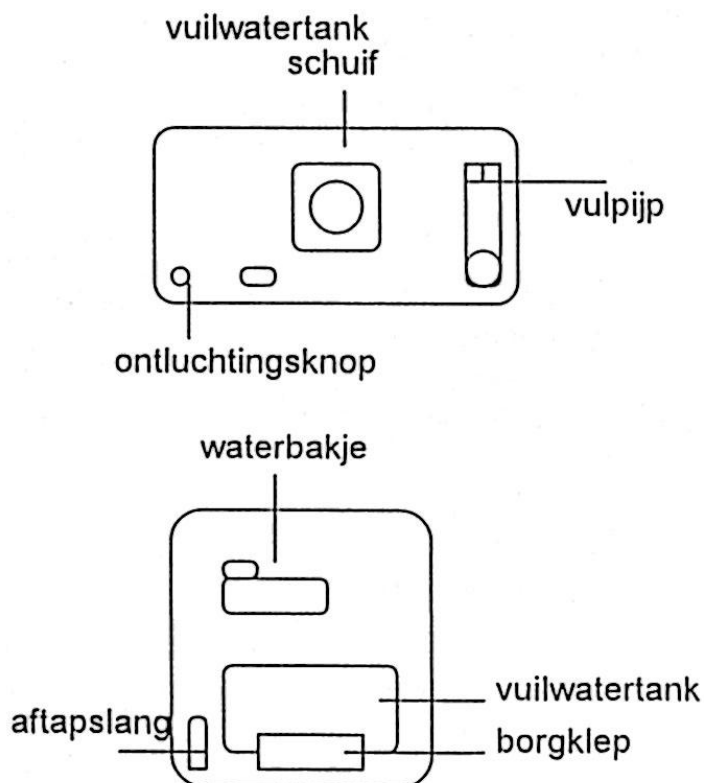 vuilwatertank
schuif
vulpijp
ontluchtingsknop
waterbakje
vuilwatertank
aftapslang
borgklep